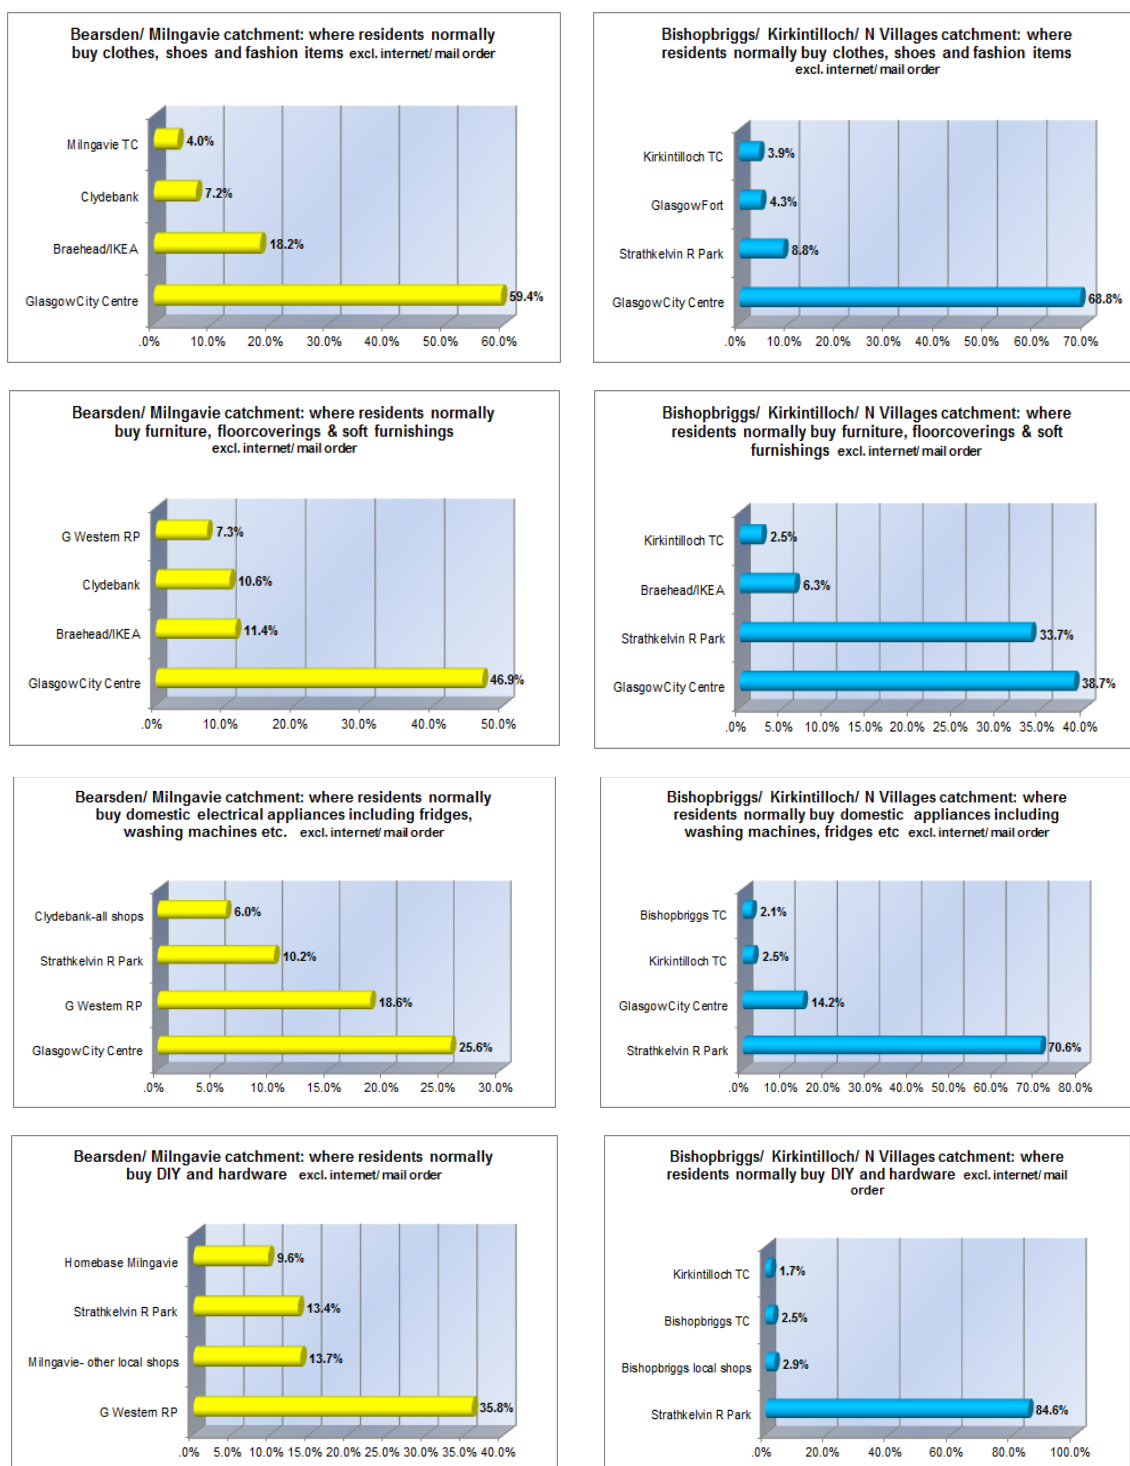 Bearsden/ Milngavie catchment: where residents normally
buy clothes, shoes and fashion items excl. internet/ mail order
Milngavie TC
4.0%
Clydebank
7.2%
Braehead/IKEA
18.2%
Glasgow City Centre
59.4%
.0% 10.0% 20.0% 30.0% 40.0% 50.0% 60.0%
Bishopbriggs/ Kirkintilloch/ N Villages catchment: where
residents normally buy clothes, shoes and fashion items
excl. internet/ mail order
Kirkintilloch TC
3.9%
Glasgow Fort
4.3%
Strathkelvin R Park
8.8%
Glasgow City Centre
68.8%
.0% 10.0% 20.0% 30.0% 40.0% 50.0% 60.0% 70.0%
Bearsden/ Milngavie catchment: where residents normally
buy furniture, floorcoverings & soft furnishings
excl. internet/ mail order
G Western RP
7.3%
Clydebank
10.6%
Braehead/IKEA
11.4%
Glasgow City Centre
46.9%
.0% 10.0% 20.0% 30.0% 40.0% 50.0%
Bishopbriggs/ Kirkintilloch/ N Villages catchment: where
residents normally buy furniture, floorcoverings & soft
furnishings excl. internet/ mail order
Kirkintilloch TC
2.5%
Braehead/IKEA
6.3%
Strathkelvin R Park
33.7%
Glasgow City Centre
38.7%
.0% 5.0% 10.0% 15.0% 20.0% 25.0% 30.0% 35.0% 40.0%
Bearsden/ Milngavie catchment: where residents normally
buy domestic electrical appliances including fridges,
washing machines etc. excl. internet/ mail order
Clydebank-all shops
6.0%
Strathkelvin R Park
10.2%
G Western RP
18.6%
Glasgow City Centre
25.6%
.0% 5.0% 10.0% 15.0% 20.0% 25.0% 30.0%
Bishopbriggs/ Kirkintilloch/ N Villages catchment: where
residents normally buy domestic appliances including
washing machines, fridges etc excl. internet/ mail order
Bishopbriggs TC
2.1%
Kirkintilloch TC
2.5%
Glasgow City Centre
14.2%
Strathkelvin R Park
70.6%
.0% 10.0% 20.0% 30.0% 40.0% 50.0% 60.0% 70.0% 80.0%
Bearsden/ Milngavie catchment: where residents normally
buy DIY and hardware excl. internet/ mail order
Homebase Milngavie
9.6%
Strathkelvin R Park
13.4%
Milngavie- other local shops
13.7%
G Western RP
35.8%
.0% 5.0% 10.0% 15.0% 20.0% 25.0% 30.0% 35.0% 40.0%
Bishopbriggs/ Kirkintilloch/ N Villages catchment: where
residents normally buy DIY and hardware excl. internet/ mail
order
Kirkintilloch TC
1.7%
Bishopbriggs TC
2.5%
Bishopbriggs local shops
2.9%
Strathkelvin R Park
84.6%
.0% 20.0% 40.0% 60.0% 80.0% 100.0%